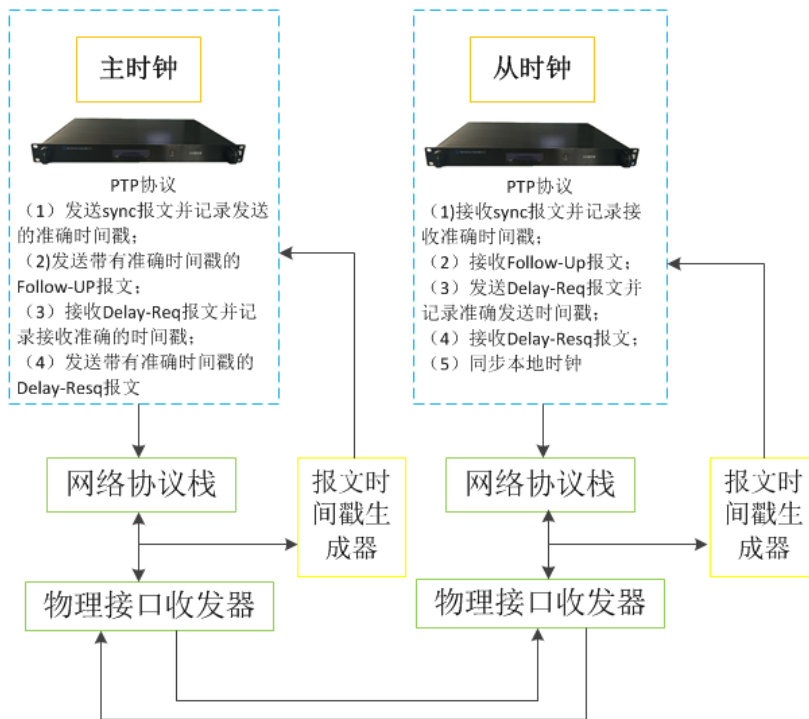 主时钟
PTP协议
（1）发送sync报文并记录发送
的准确时间戳；
(2)发送带有准确时间戳的
Follow-UP报文；
（3）接收Delay-Req报文并记
录接收准确的时间戳；
（4）发送带有准确时间戳的
Delay-Resq报文
网络协议栈
报文时
间戳生
成器
物理接口收发器
从时钟
PTP协议
(1)接收sync报文并记录接
收准确时间戳；
（2）接收Follow-Up报文；
（3）发送Delay-Req报文并
记录准确发送时间戳；
（4）接收Delay-Resq报文；
（5）同步本地时钟
网络协议栈
报文时
间戳生
成器
物理接口收发器